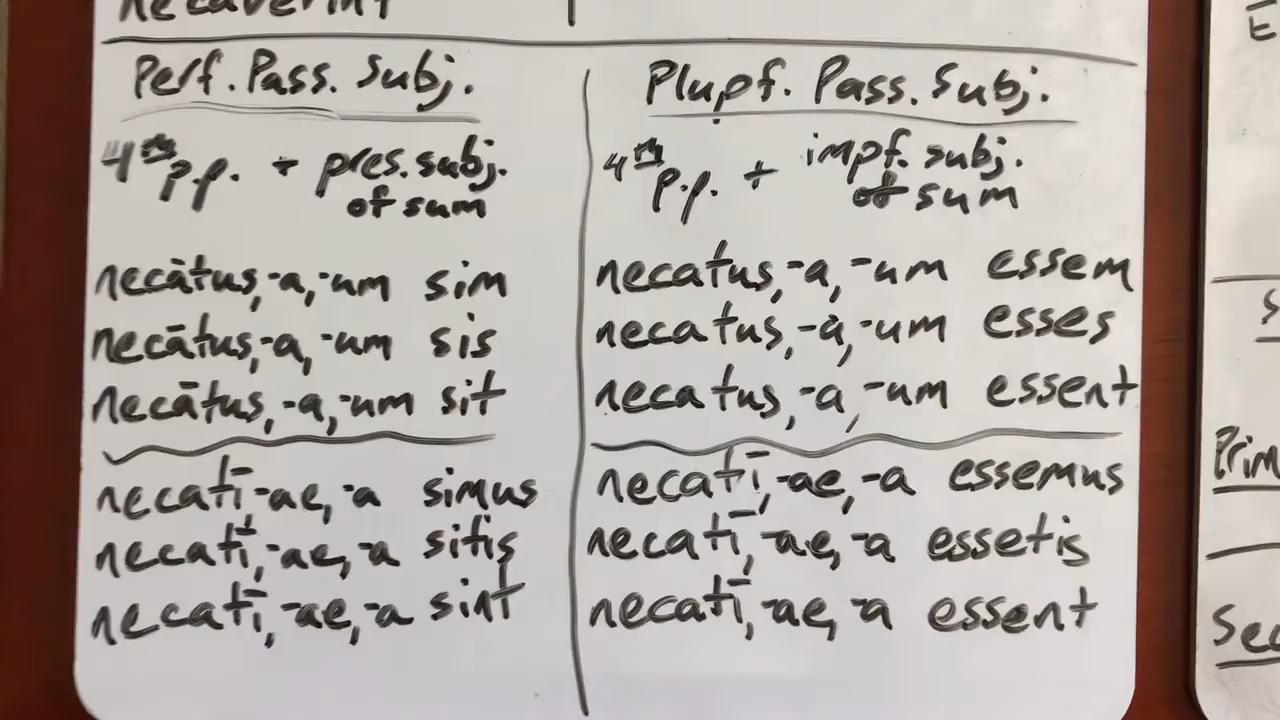 necaverint
Perf. Pass. Subj.
4th p.p. + pres. subj.
of sum
necātus, -a, -um sim
necātus, -a, -um sis
necātus, -a, -um sit
necatī -ae, -a simus
necatī, -ae, -a sitis
necatī, -ae, -a sint
Plupf. Pass. Subj.
4th p.p. + impf. subj.
of sum
necatus, -a, -um essem
necatus, -a, -um esses
necatus, -a, -um essent
necatī, -ae, -a essemus
necatī, -ae, -a essetis
necatī, -ae, -a essent